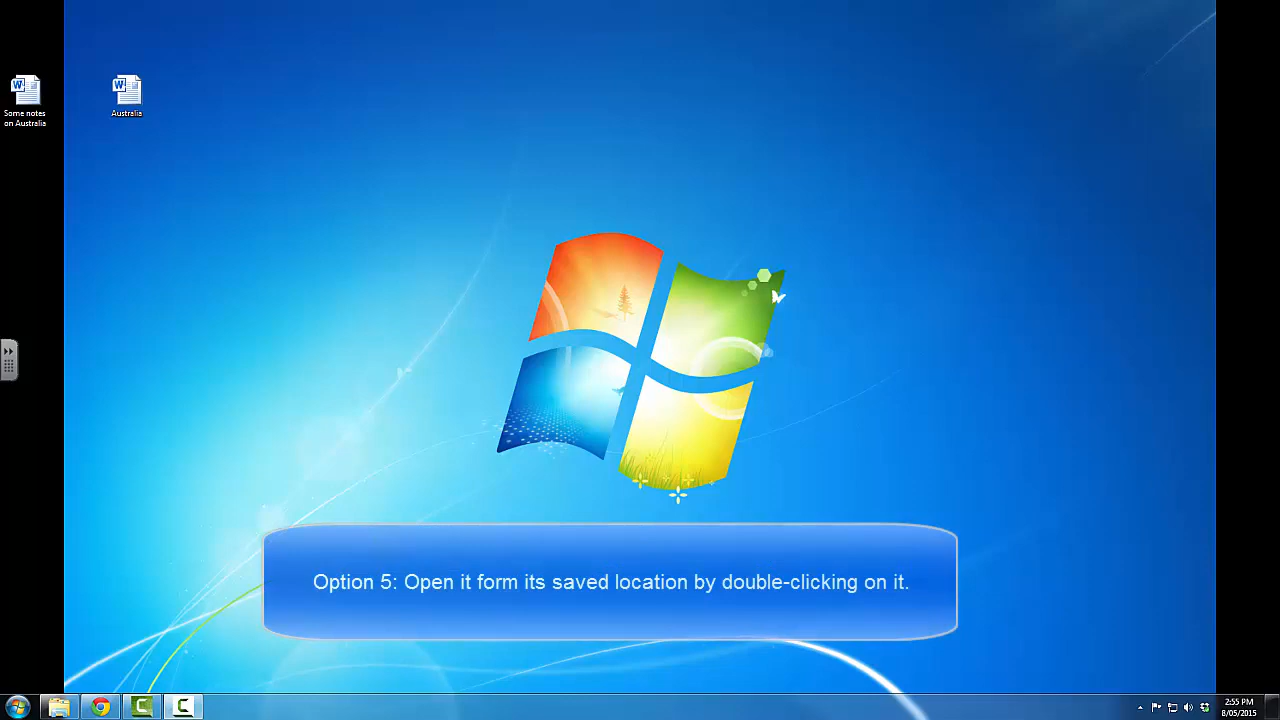 Some notes
on Australia
Australia
Option 5: Open it form its saved location by double-clicking on it.
2:55 PM
8/05/2015